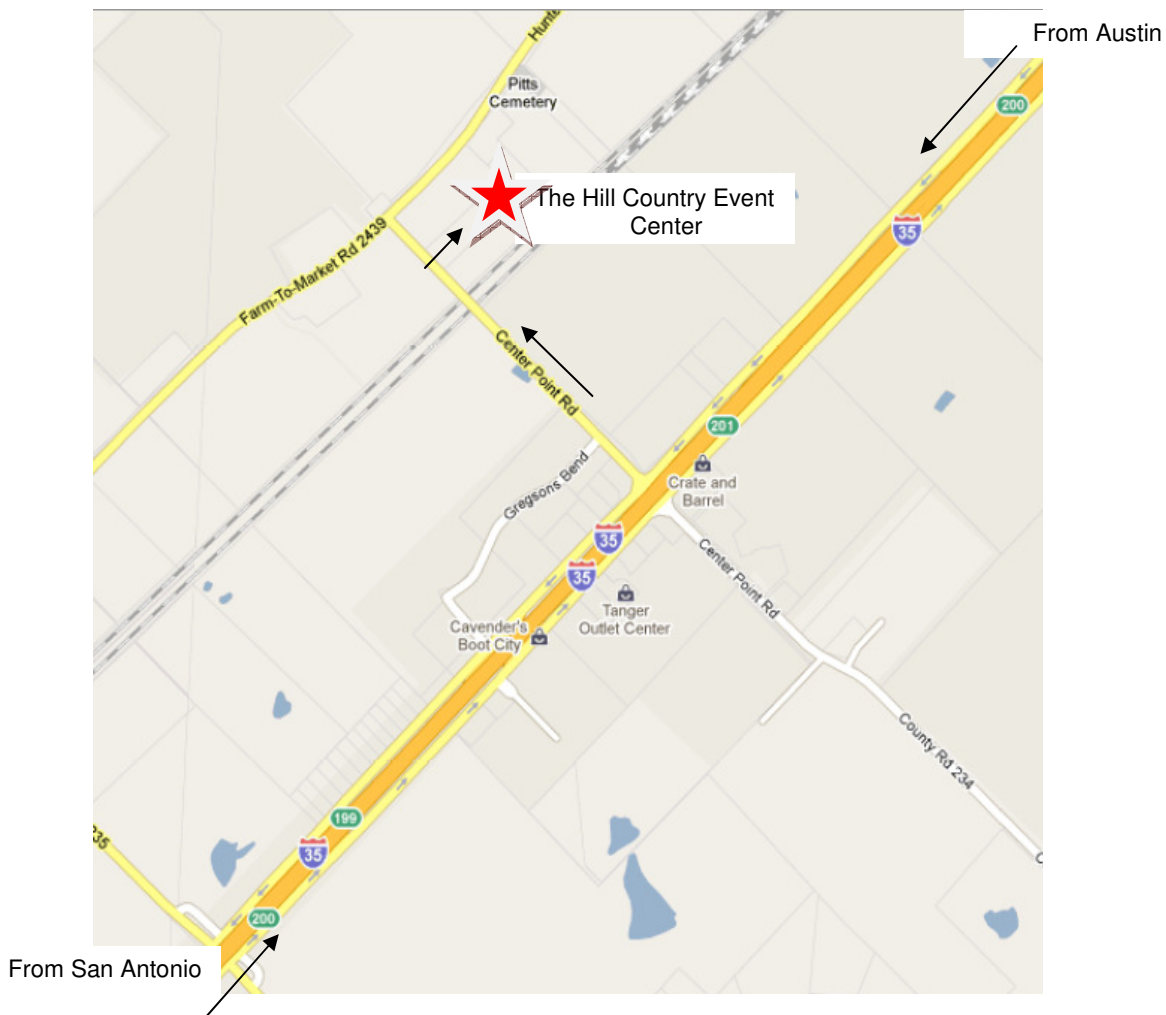 From Austin
Hunte
Pitts
Cemetery
200
The Hill Country Event
Center
35
Farm-To-Market Rd 2439
Center Point Rd
201
Crate and
Barrel
Gregsons Bend
35
35
Center Point Rd
Tanger
Outlet Center
Cavender's
Boot City
County Rd 234
199
35
235
200
From San Antonio